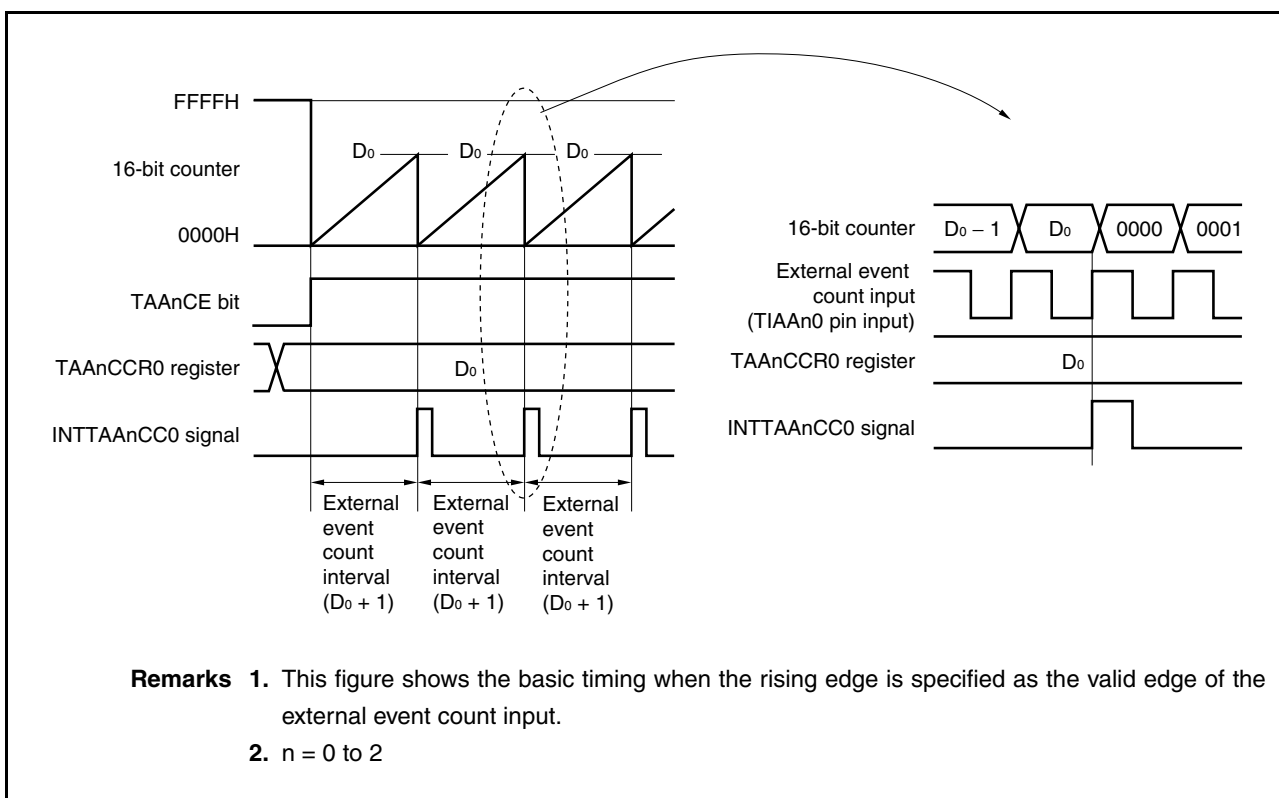 FFFFH
16-bit counter
0000H
D0 D0 D0
TAAnCE bit
TAAnCCR0 register
D0
INTTAAnCC0 signal
External
event
count
interval
(D0 + 1)
External
event
count
interval
(D0 + 1)
External
event
count
interval
(D0 + 1)
16-bit counter
D0 − 1 D0 0000 0001
External event
count input
(TIAAn0 pin input)
TAAnCCR0 register
D0
INTTAAnCC0 signal
Remarks 1. This figure shows the basic timing when the rising edge is specified as the valid edge of the
external event count input.
2. n = 0 to 2